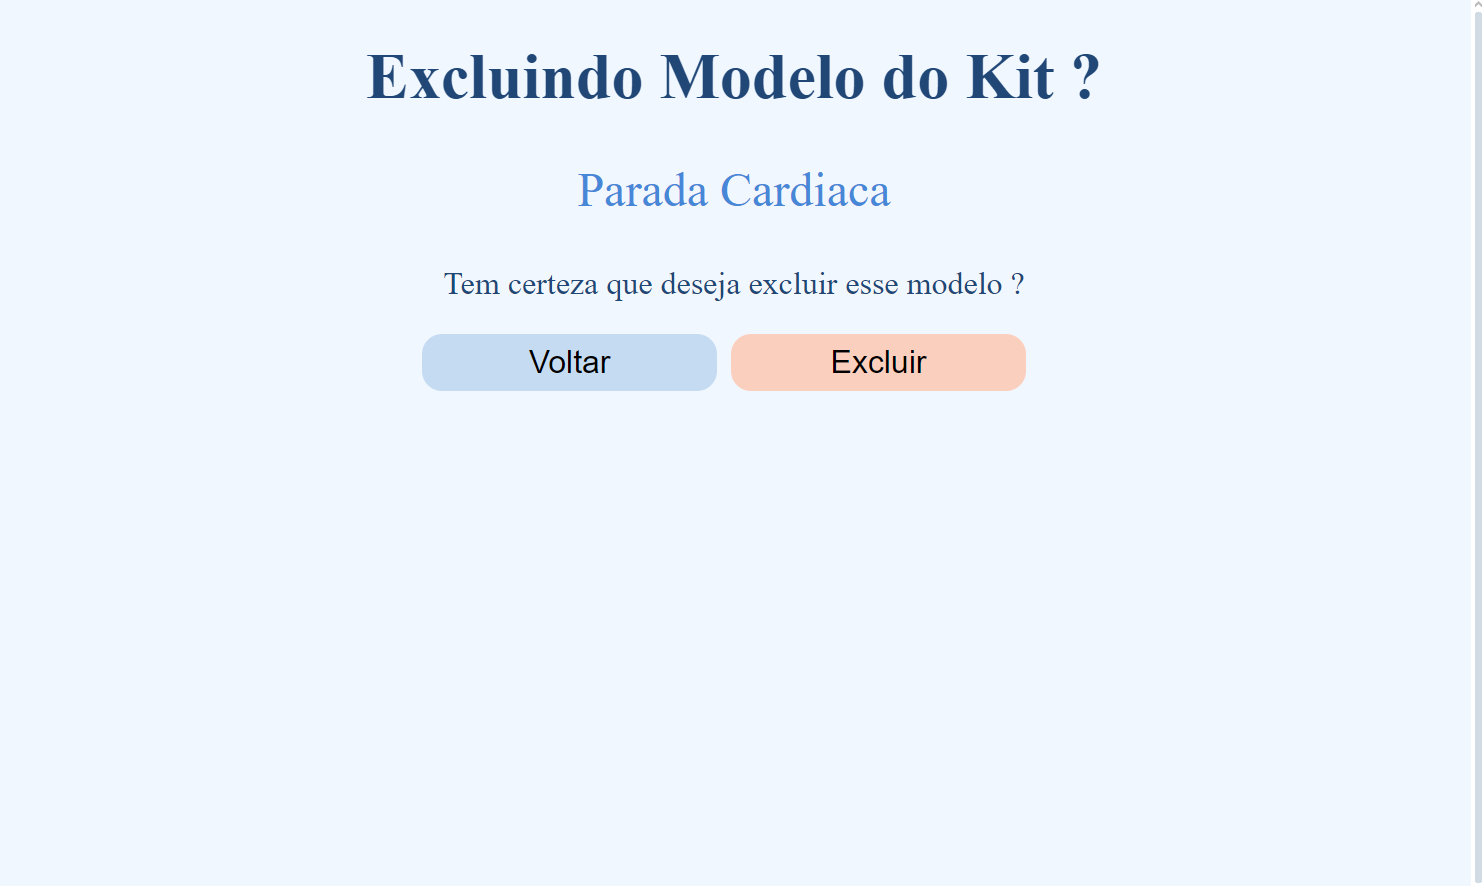 Excluindo Modelo do Kit ?
Parada Cardiaca
Tem certeza que deseja excluir esse modelo ?
Voltar
Excluir